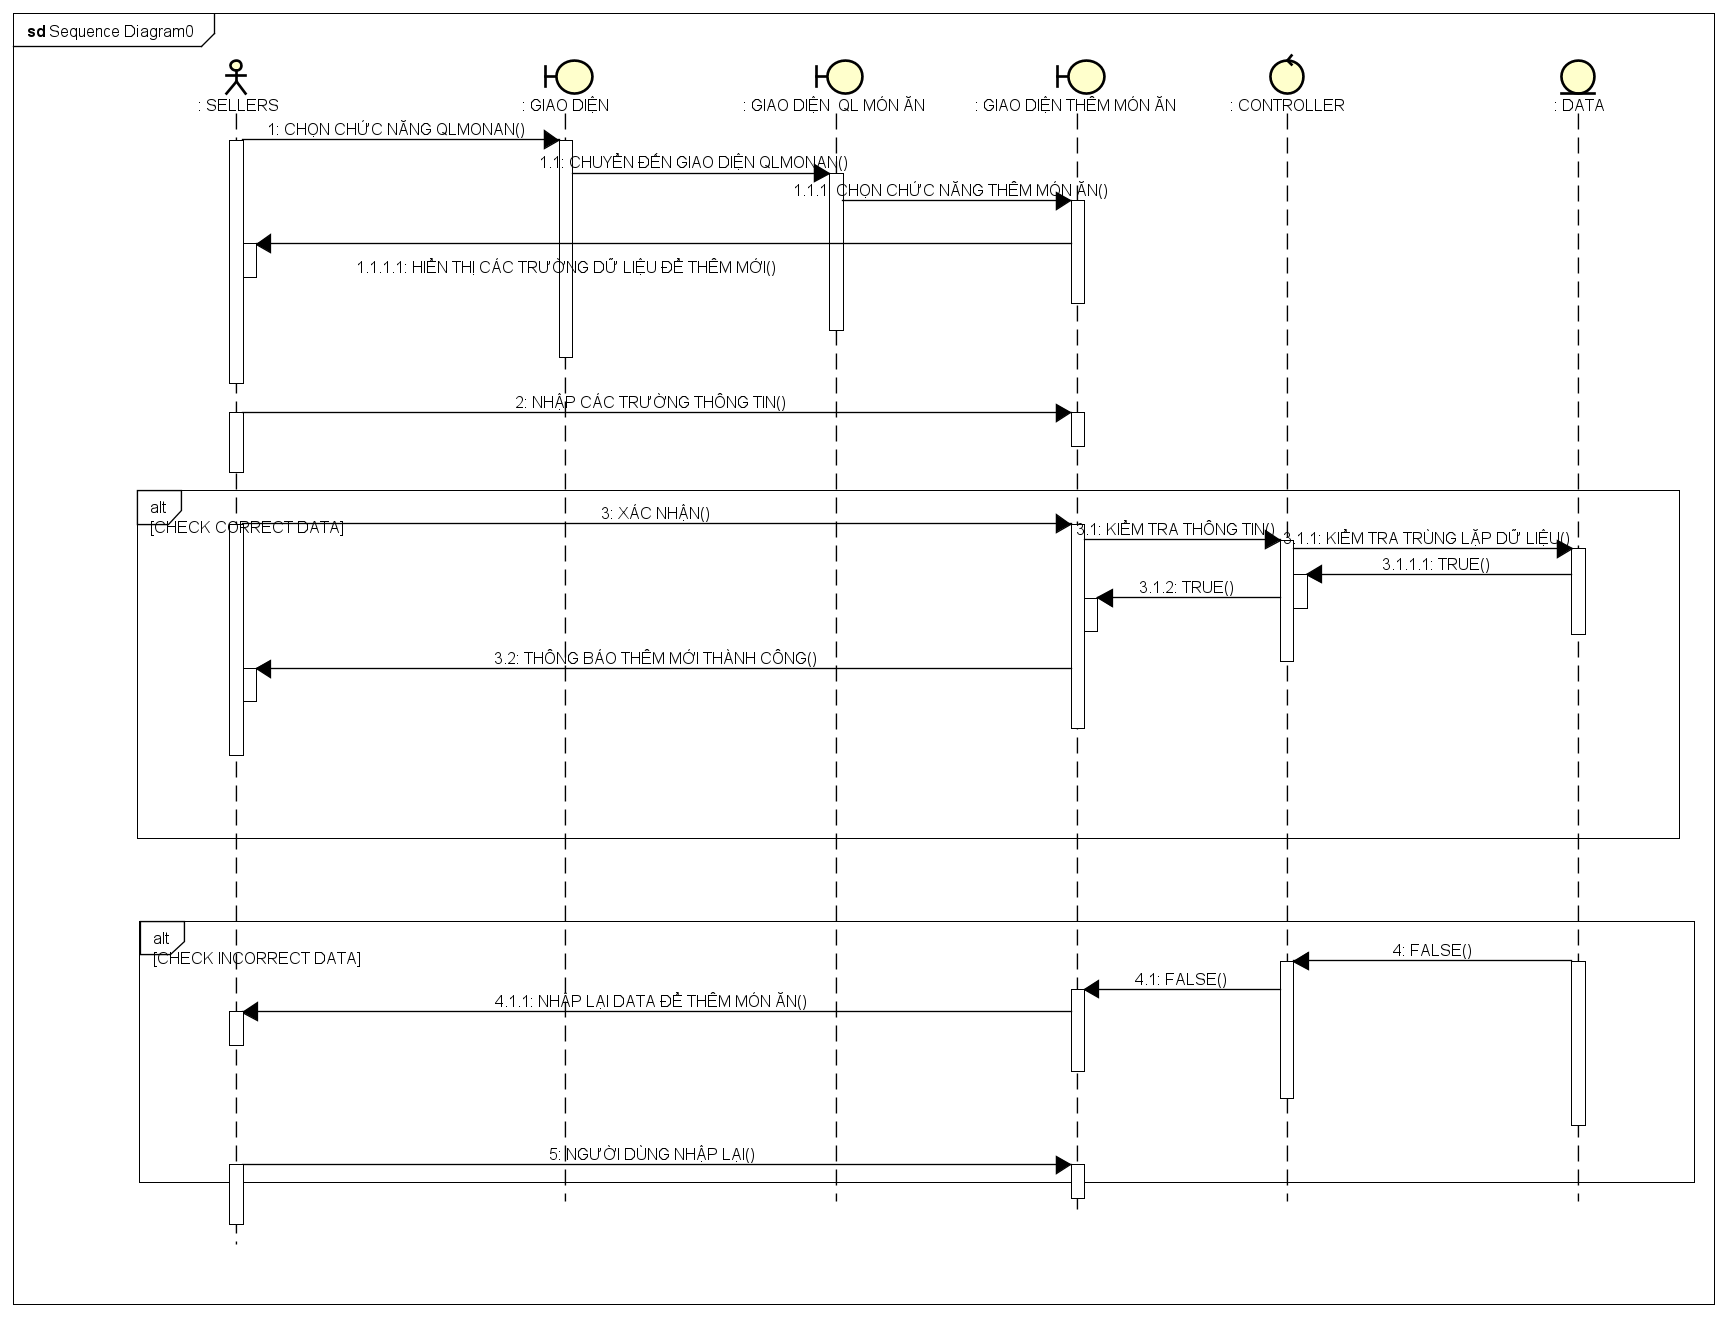 sd Sequence Diagram0
: SELLERS
: GIAO DIỆN
: GIAO DIỆN QL MÓN ĂN
: GIAO DIỆN THÊM MÓN ĂN
: CONTROLLER
: DATA
1: CHỌN CHỨC NĂNG QLMONAN()
1.1: CHUYỂN ĐẾN GIAO DIỆN QLMONAN()
1.1.1: CHỌN CHỨC NĂNG THÊM MÓN ĂN()
1.1.1.1: HIỂN THỊ CÁC TRƯỜNG DỮ LIỆU ĐỂ THÊM MỚI()
2: NHẬP CÁC TRƯỜNG THÔNG TIN()
alt
[CHECK CORRECT DATA]
3: XÁC NHẬN()
3.1: KIỂM TRA THÔNG TIN()
3.1.1: KIỂM TRA TRÙNG LẶP DỮ LIỆU()
3.1.1.1: TRUE()
3.1.2: TRUE()
3.2: THÔNG BÁO THÊM MỚI THÀNH CÔNG()
alt
[CHECK INCORRECT DATA]
4: FALSE()
4.1: FALSE()
4.1.1: NHẬP LẠI DATA ĐỂ THÊM MÓN ĂN()
5: NGƯỜI DÙNG NHẬP LẠI()